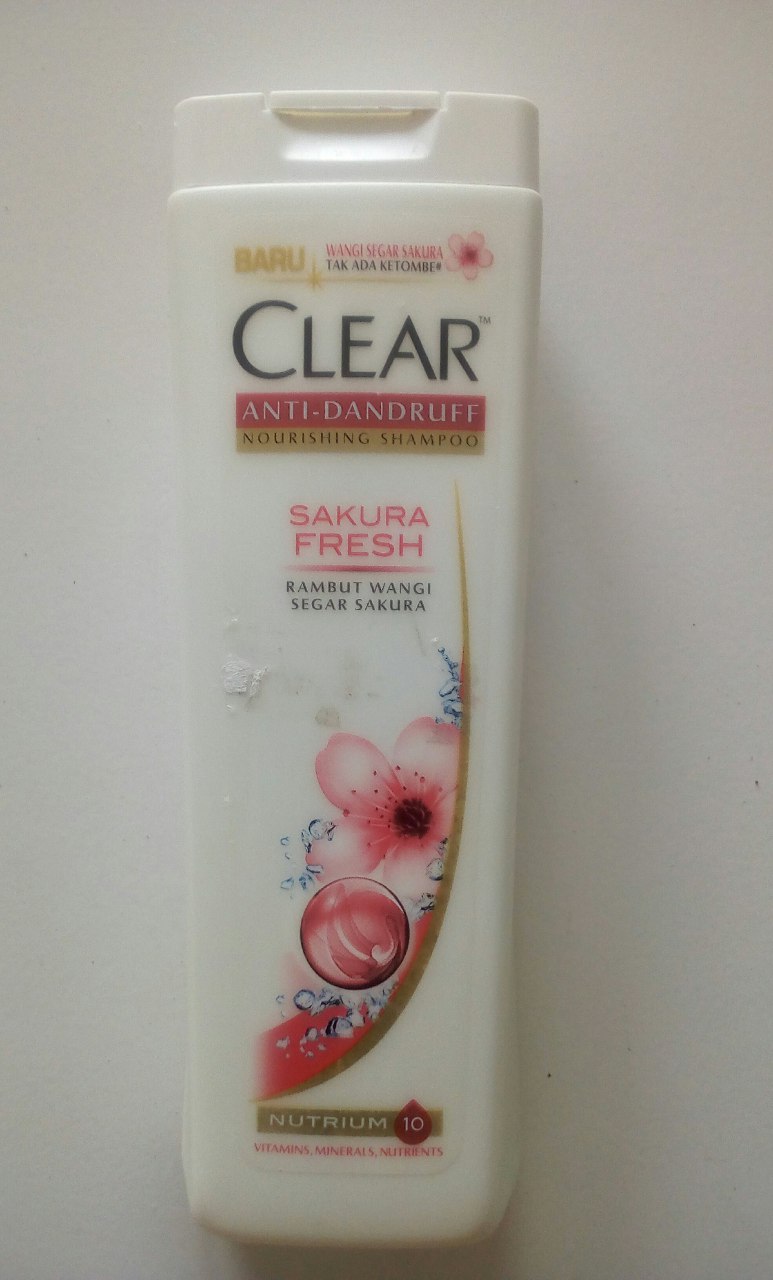 BARU
WANGI SEGAR SAKURA
TAK ADA KETOMBE#
CLEAR™
ANTI-DANDRUFF
NOURISHING SHAMPOO
SAKURA
FRESH
RAMBUT WANGI
SEGAR SAKURA
NUTRIUM 10
VITAMINS, MINERALS, NUTRIENTS